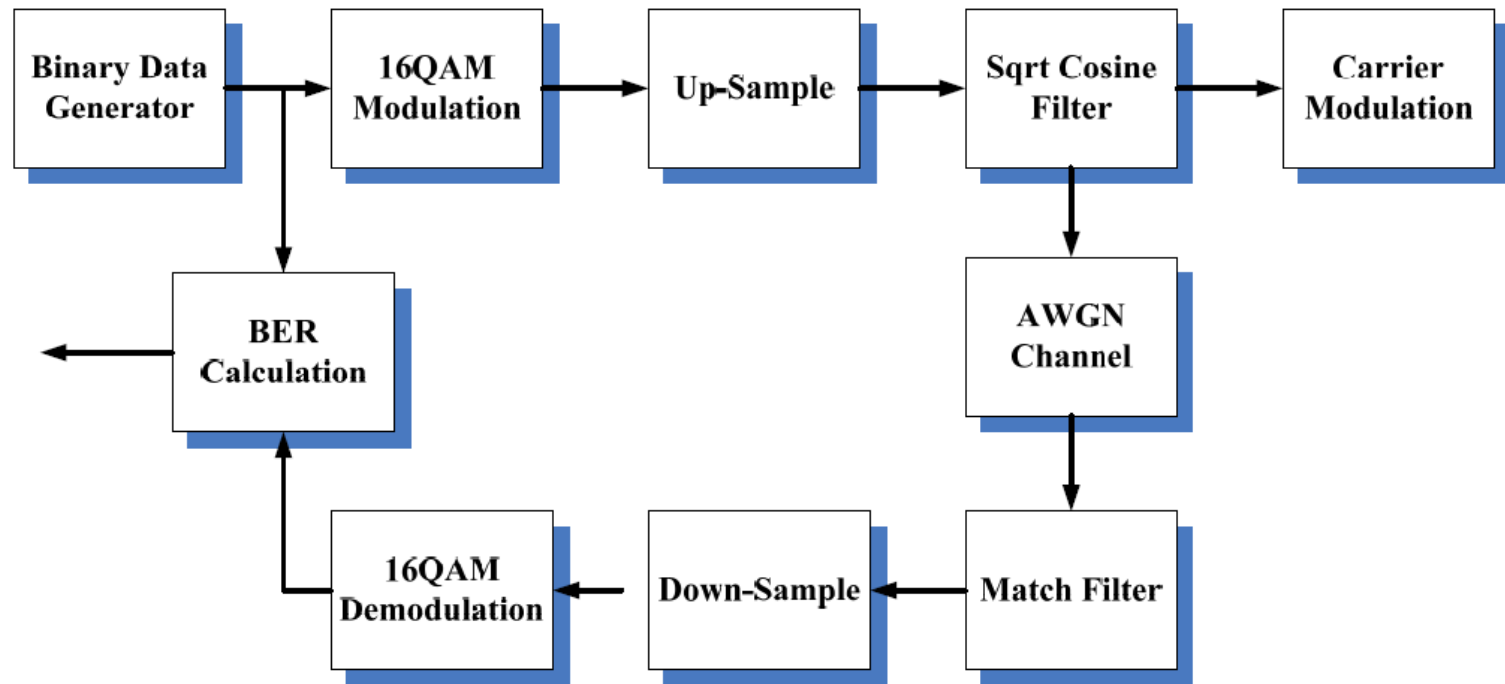 Binary Data
Generator
16QAM
Modulation
Up-Sample
Sqrt Cosine
Filter
Carrier
Modulation
BER
Calculation
AWGN
Channel
16QAM
Demodulation
Down-Sample
Match Filter